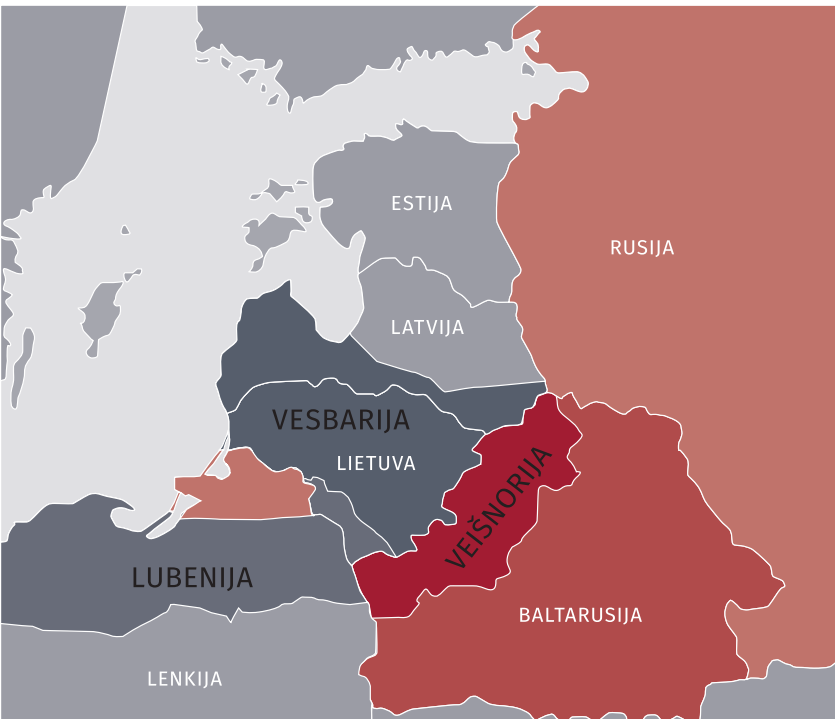 ESTIJA
RUSIJA
LATVIJA
VESBARIJA
LIETUVA
VEIŠNORIJA
LUBENIJA
BALTARUSIJA
LENKIJA